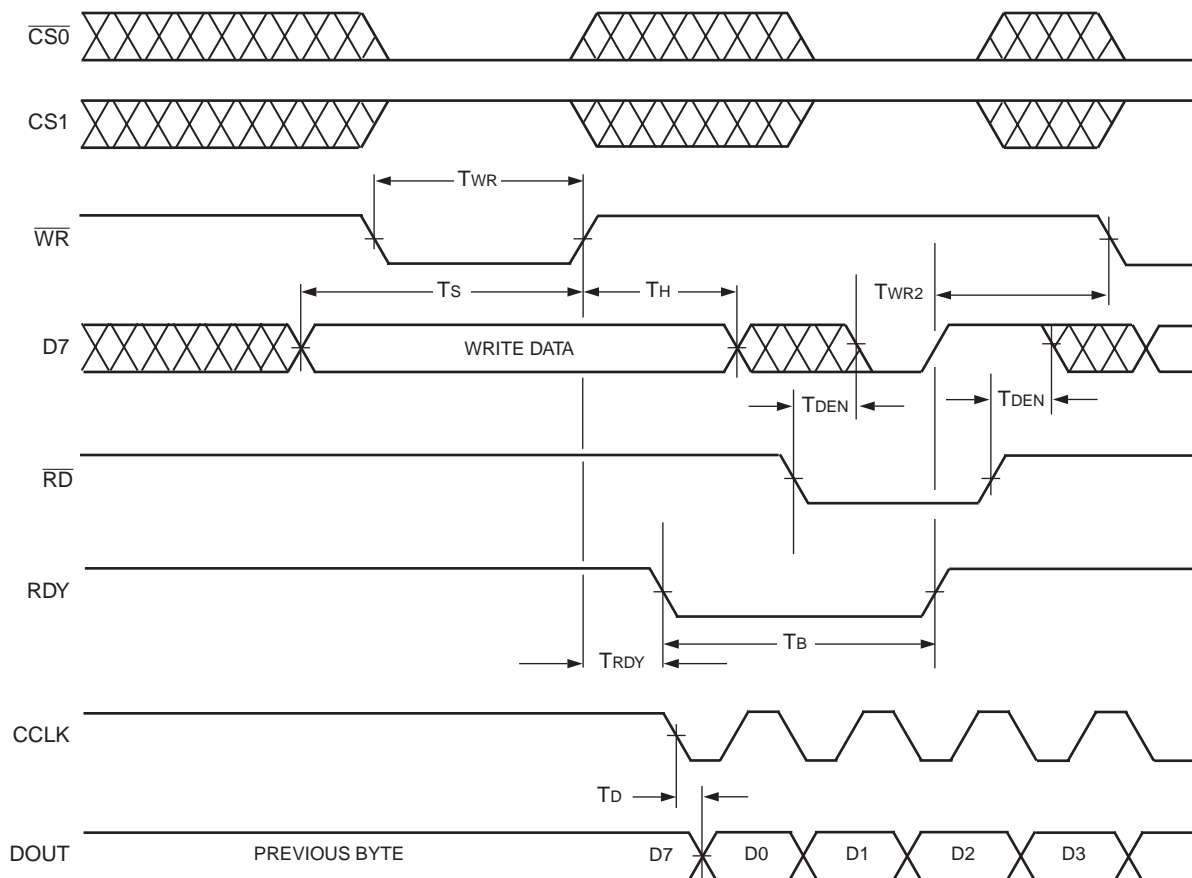 CS0
CS1
TWR
WR
TS
TH
TWR2
D7
WRITE DATA
TDEN
TDEN
RD
RDY
TB
TRDY
CCLK
TD
DOUT
PREVIOUS BYTE
D7
D0
D1
D2
D3